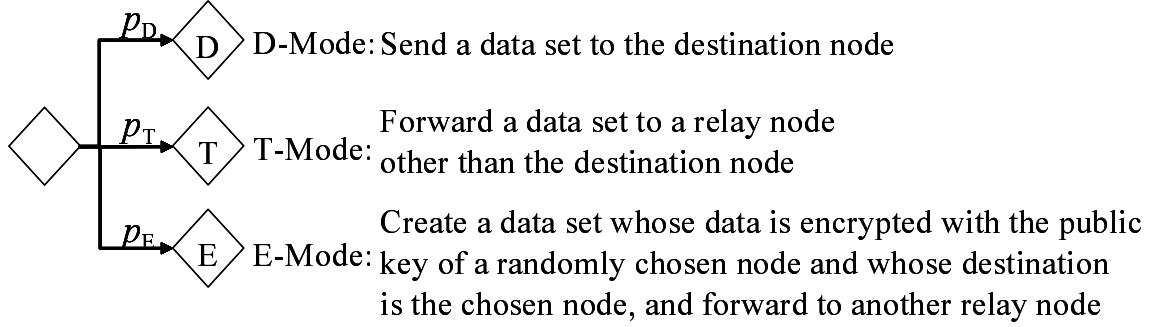 p_D D D-Mode: Send a data set to the destination node
p_T T T-Mode: Forward a data set to a relay node
other than the destination node
p_E E E-Mode: Create a data set whose data is encrypted with the public
key of a randomly chosen node and whose destination
is the chosen node, and forward to another relay node